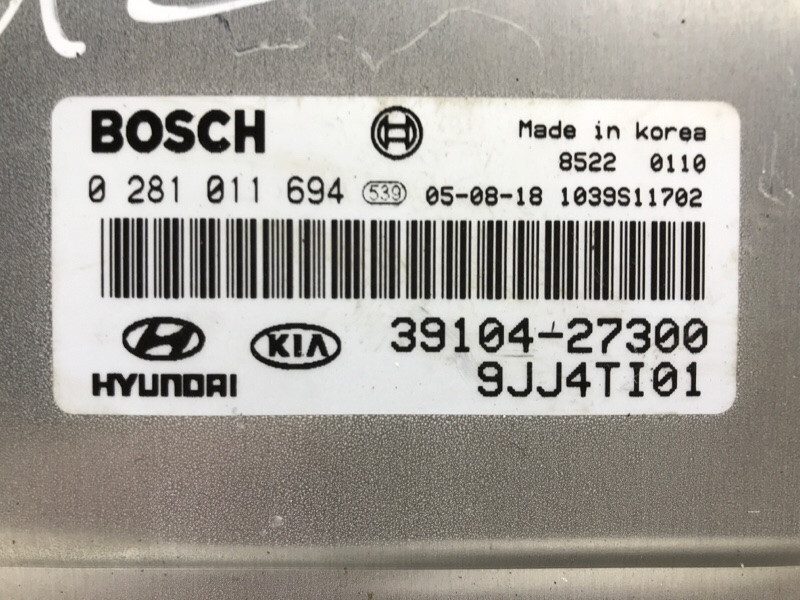 BOSCH
Made in korea
8522 0110
0 281 011 694 539 05-08-18 1039S11702
KIA 39104-27300
HYUNDAI 9JJ4TI01